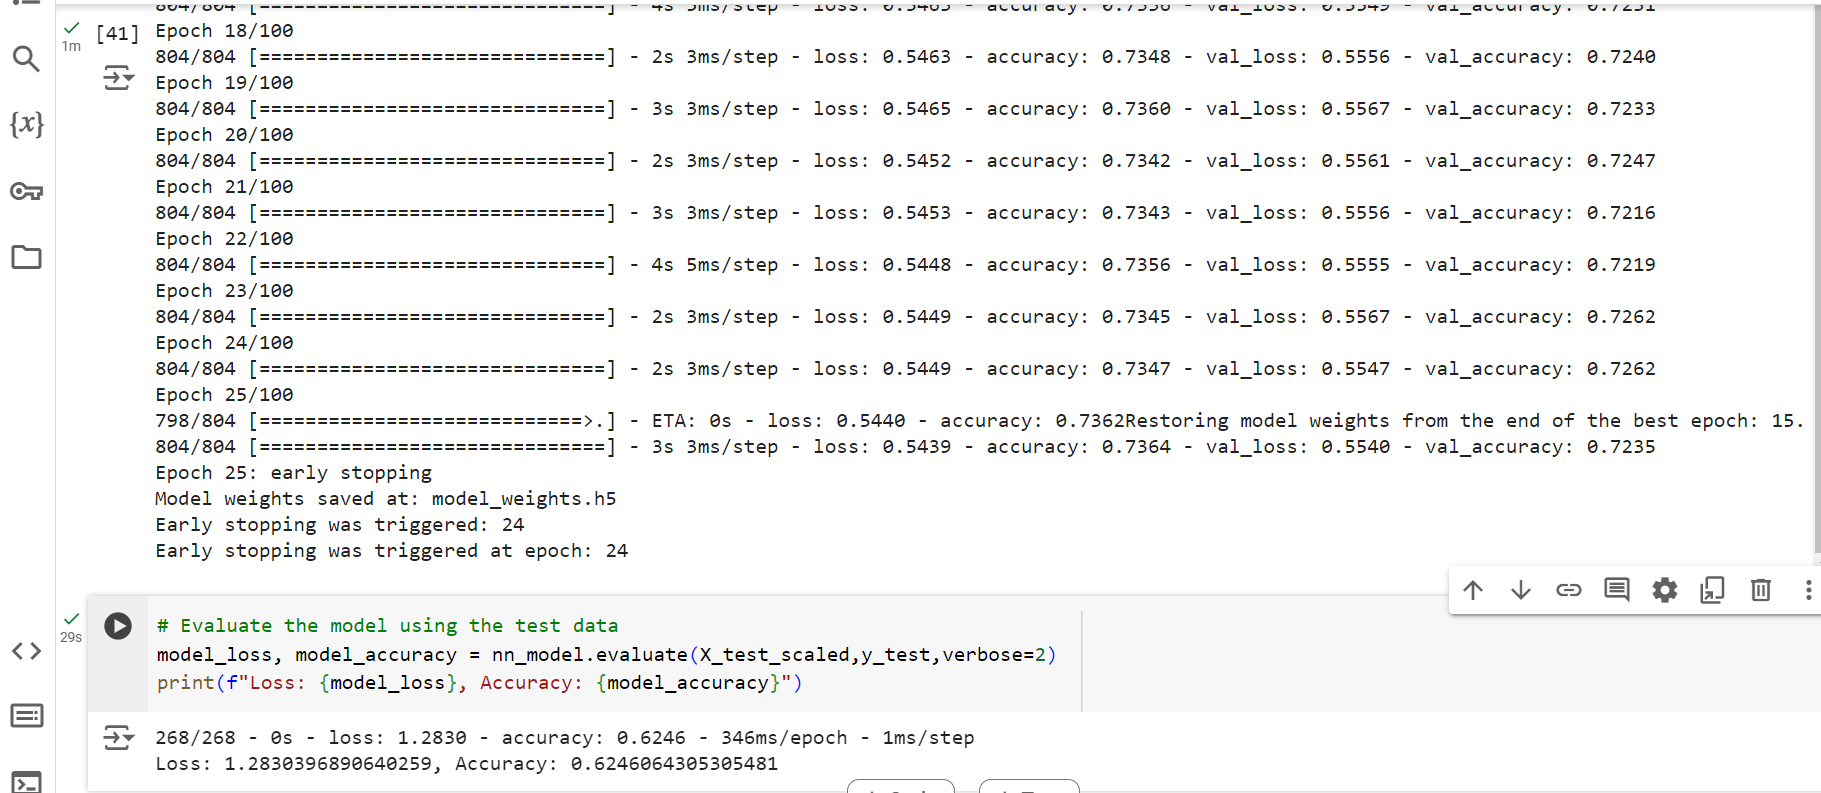 804/804 [==============================] - 4s 5ms/step - loss: 0.5463 - accuracy: 0.7350 - val_loss: 0.5549 - val_accuracy: 0.7231
[41] Epoch 18/100
1m
804/804 [==============================] - 2s 3ms/step - loss: 0.5463 - accuracy: 0.7348 - val_loss: 0.5556 - val_accuracy: 0.7240
Epoch 19/100
804/804 [==============================] - 3s 3ms/step - loss: 0.5465 - accuracy: 0.7360 - val_loss: 0.5567 - val_accuracy: 0.7233
{x}
Epoch 20/100
804/804 [==============================] - 2s 3ms/step - loss: 0.5452 - accuracy: 0.7342 - val_loss: 0.5561 - val_accuracy: 0.7247
Epoch 21/100
804/804 [==============================] - 3s 3ms/step - loss: 0.5453 - accuracy: 0.7343 - val_loss: 0.5556 - val_accuracy: 0.7216
Epoch 22/100
804/804 [==============================] - 4s 5ms/step - loss: 0.5448 - accuracy: 0.7356 - val_loss: 0.5555 - val_accuracy: 0.7219
Epoch 23/100
804/804 [==============================] - 2s 3ms/step - loss: 0.5449 - accuracy: 0.7345 - val_loss: 0.5567 - val_accuracy: 0.7262
Epoch 24/100
804/804 [==============================] - 2s 3ms/step - loss: 0.5449 - accuracy: 0.7347 - val_loss: 0.5547 - val_accuracy: 0.7262
Epoch 25/100
798/804 [============================>.] - ETA: 0s - loss: 0.5440 - accuracy: 0.7362Restoring model weights from the end of the best epoch: 15.
804/804 [==============================] - 3s 3ms/step - loss: 0.5439 - accuracy: 0.7364 - val_loss: 0.5540 - val_accuracy: 0.7235
Epoch 25: early stopping
Model weights saved at: model_weights.h5
Early stopping was triggered: 24
Early stopping was triggered at epoch: 24
29s
# Evaluate the model using the test data
model_loss, model_accuracy = nn_model.evaluate(X_test_scaled,y_test,verbose=2)
print(f"Loss: {model_loss}, Accuracy: {model_accuracy}")
268/268 - 0s - loss: 1.2830 - accuracy: 0.6246 - 346ms/epoch - 1ms/step
Loss: 1.2830396890640259, Accuracy: 0.6246064305305481